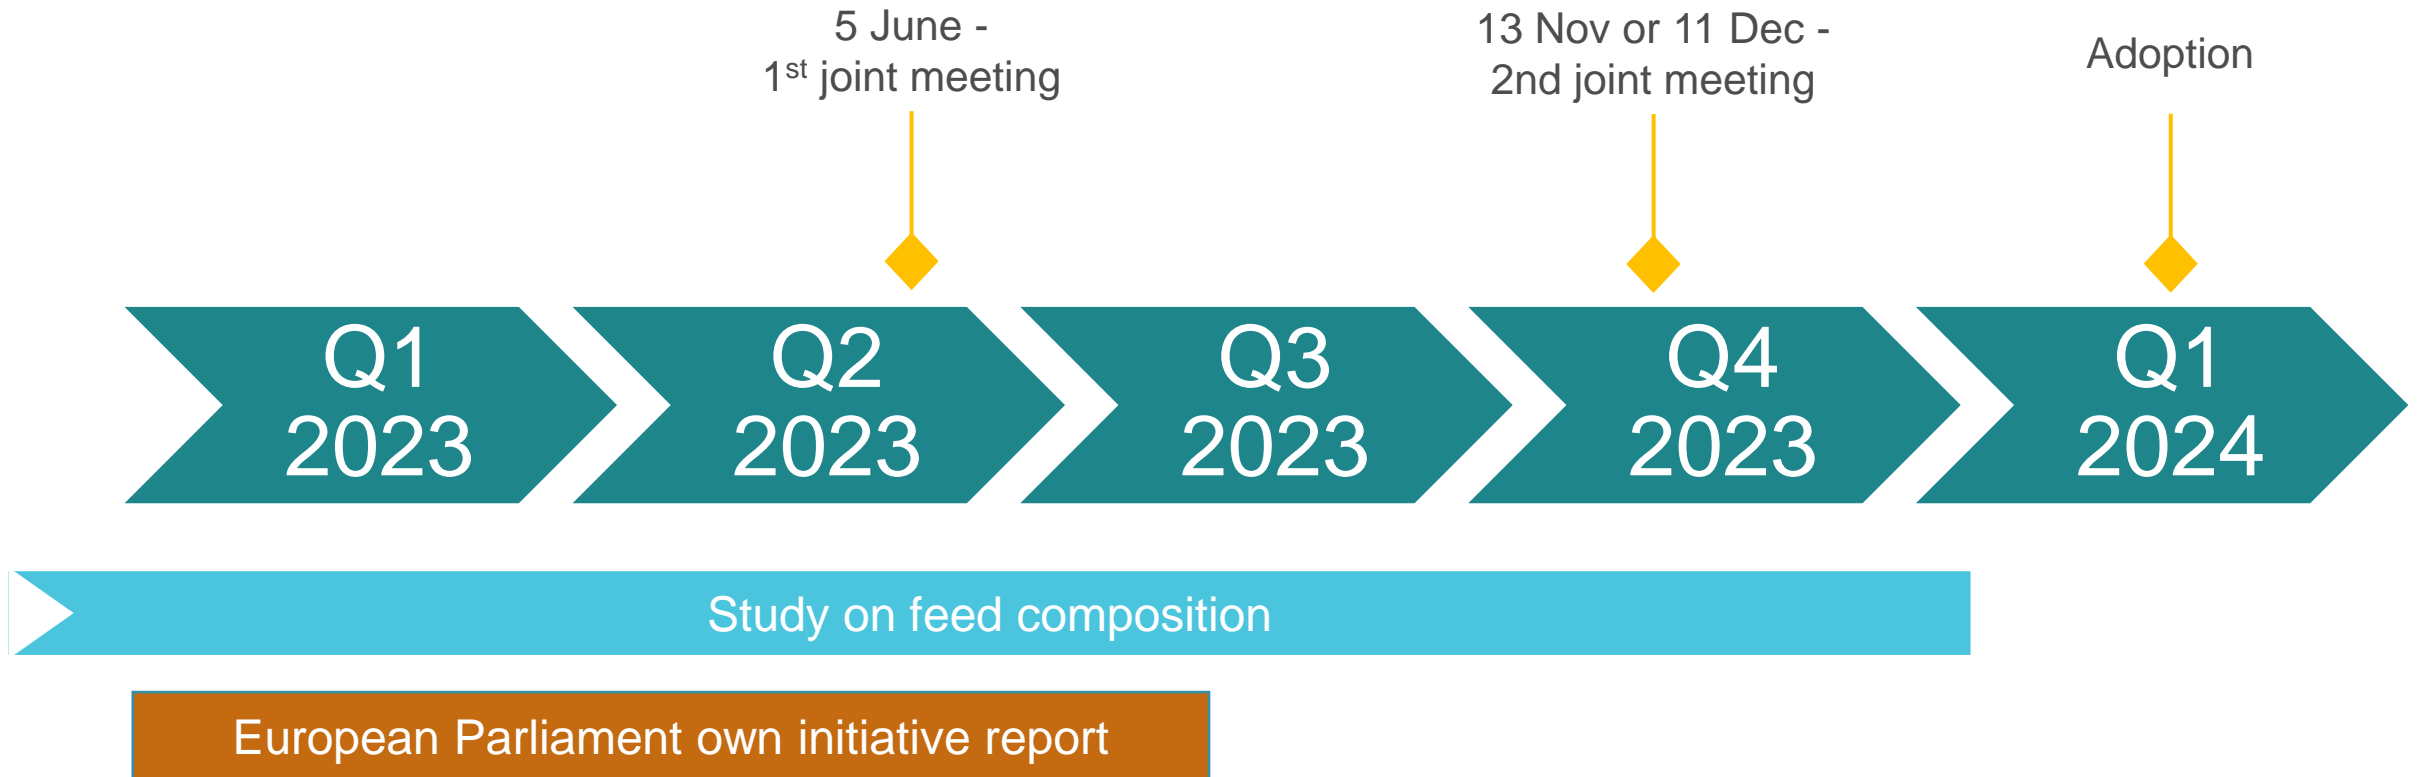 5 June -
1st joint meeting
13 Nov or 11 Dec -
2nd joint meeting
Adoption
Q1
2023
Q2
2023
Q3
2023
Q4
2023
Q1
2024
Study on feed composition
European Parliament own initiative report